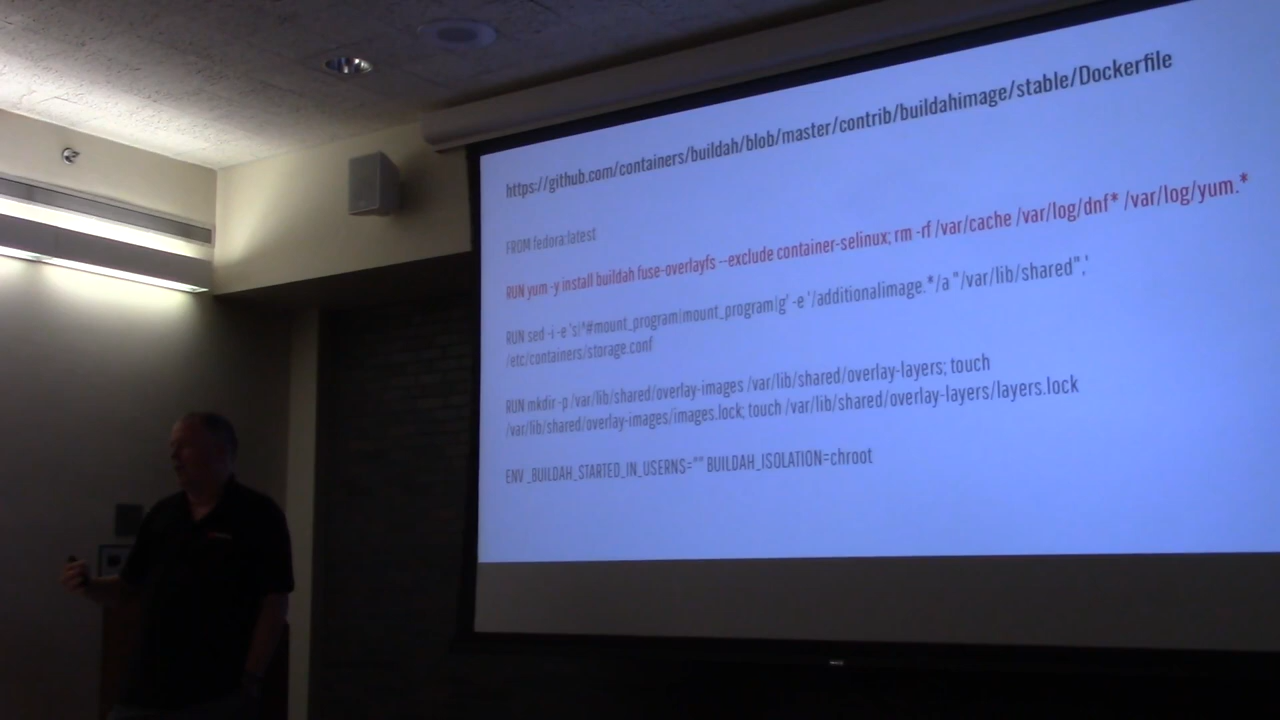 https://github.com/containers/buildah/blob/master/contrib/buildahimage/stable/Dockerfile
FROM fedora:latest
RUN yum -y install buildah fuse-overlayfs --exclude container-selinux; rm -rf /var/cache /var/log/dnf* /var/log/yum.*
RUN sed -i -e 's|^#mount_program|mount_program|g' -e '/additionalimage.*/a "/var/lib/shared",'
/etc/containers/storage.conf
RUN mkdir -p /var/lib/shared/overlay-images /var/lib/shared/overlay-layers; touch
/var/lib/shared/overlay-images/images.lock; touch /var/lib/shared/overlay-layers/layers.lock
ENV _BUILDAH_STARTED_IN_USERNS="" BUILDAH_ISOLATION=chroot